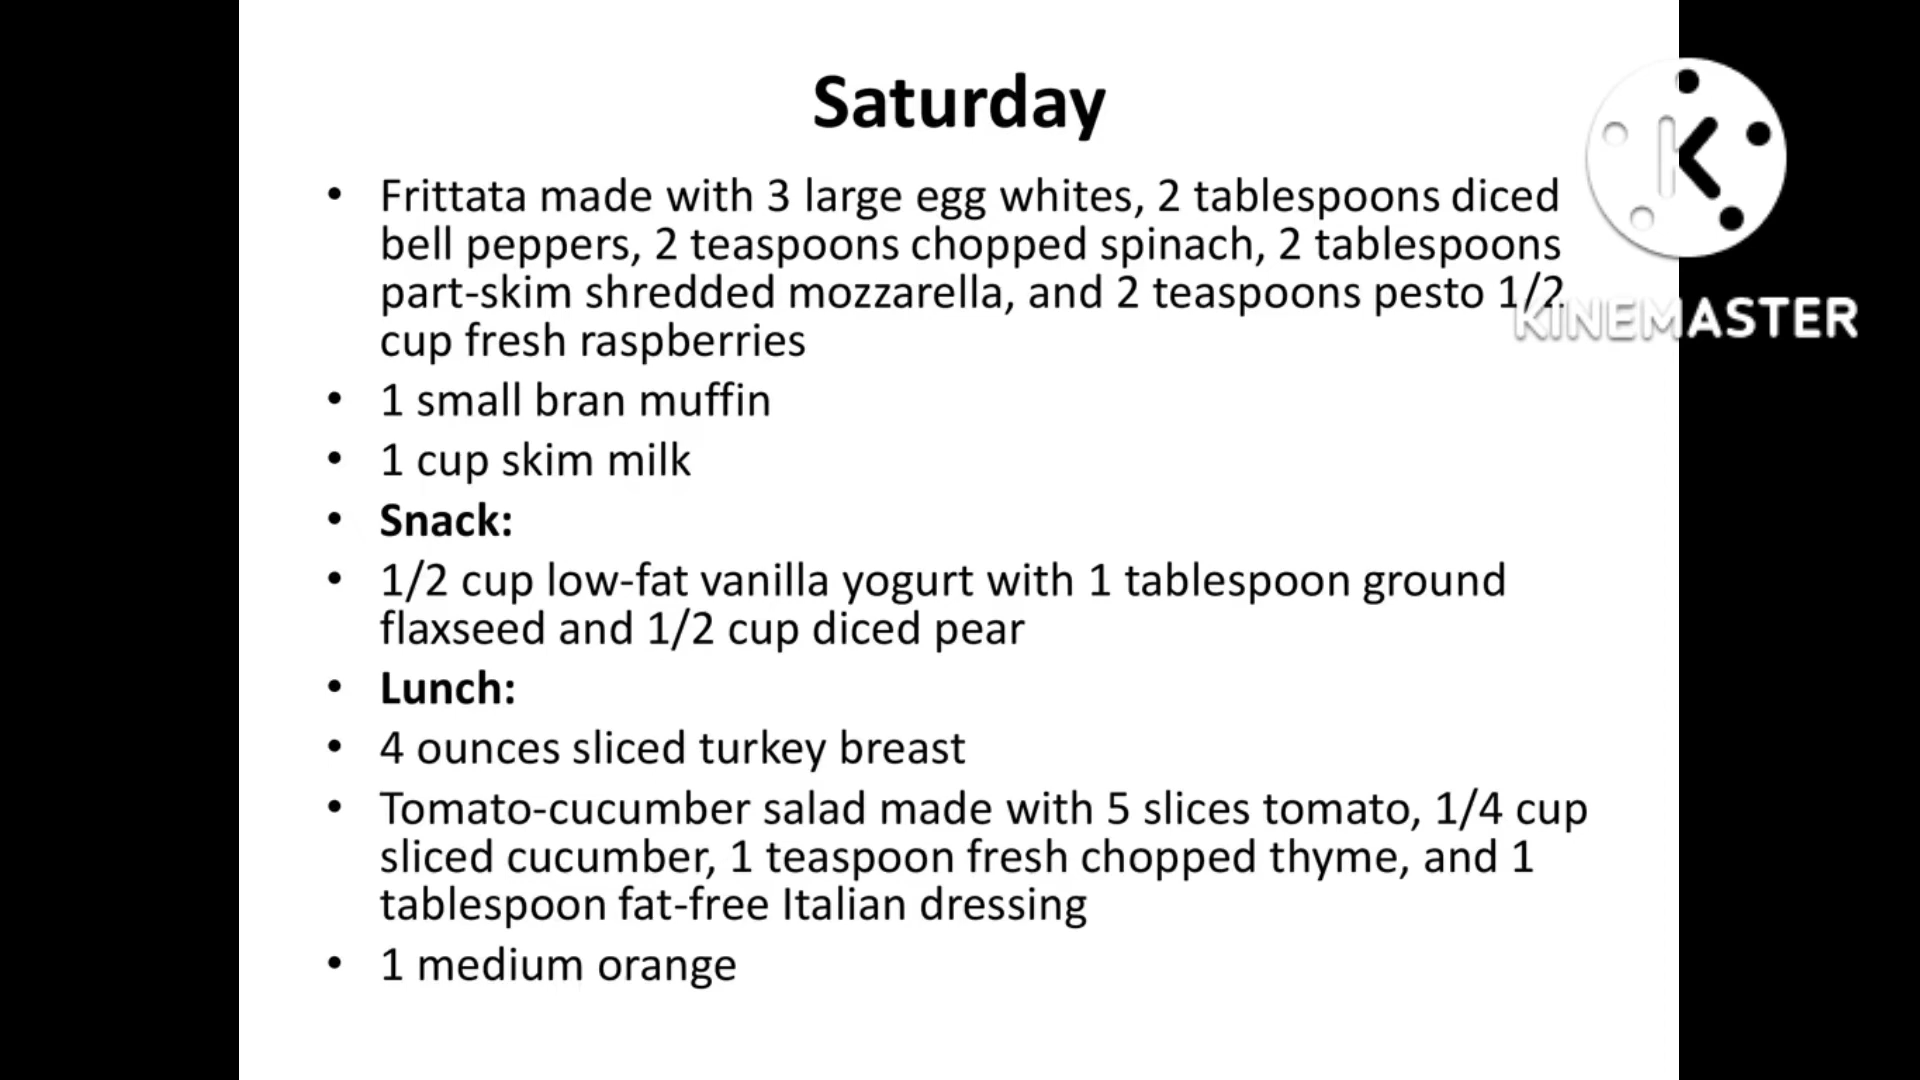 Saturday
• Frittata made with 3 large egg whites, 2 tablespoons diced
bell peppers, 2 teaspoons chopped spinach, 2 tablespoons
part-skim shredded mozzarella, and 2 teaspoons pesto 1/2
cup fresh raspberries
• 1 small bran muffin
• 1 cup skim milk
• Snack:
• 1/2 cup low-fat vanilla yogurt with 1 tablespoon ground
flaxseed and 1/2 cup diced pear
• Lunch:
• 4 ounces sliced turkey breast
• Tomato-cucumber salad made with 5 slices tomato, 1/4 cup
sliced cucumber, 1 teaspoon fresh chopped thyme, and 1
tablespoon fat-free Italian dressing
• 1 medium orange
K
KINEMASTER